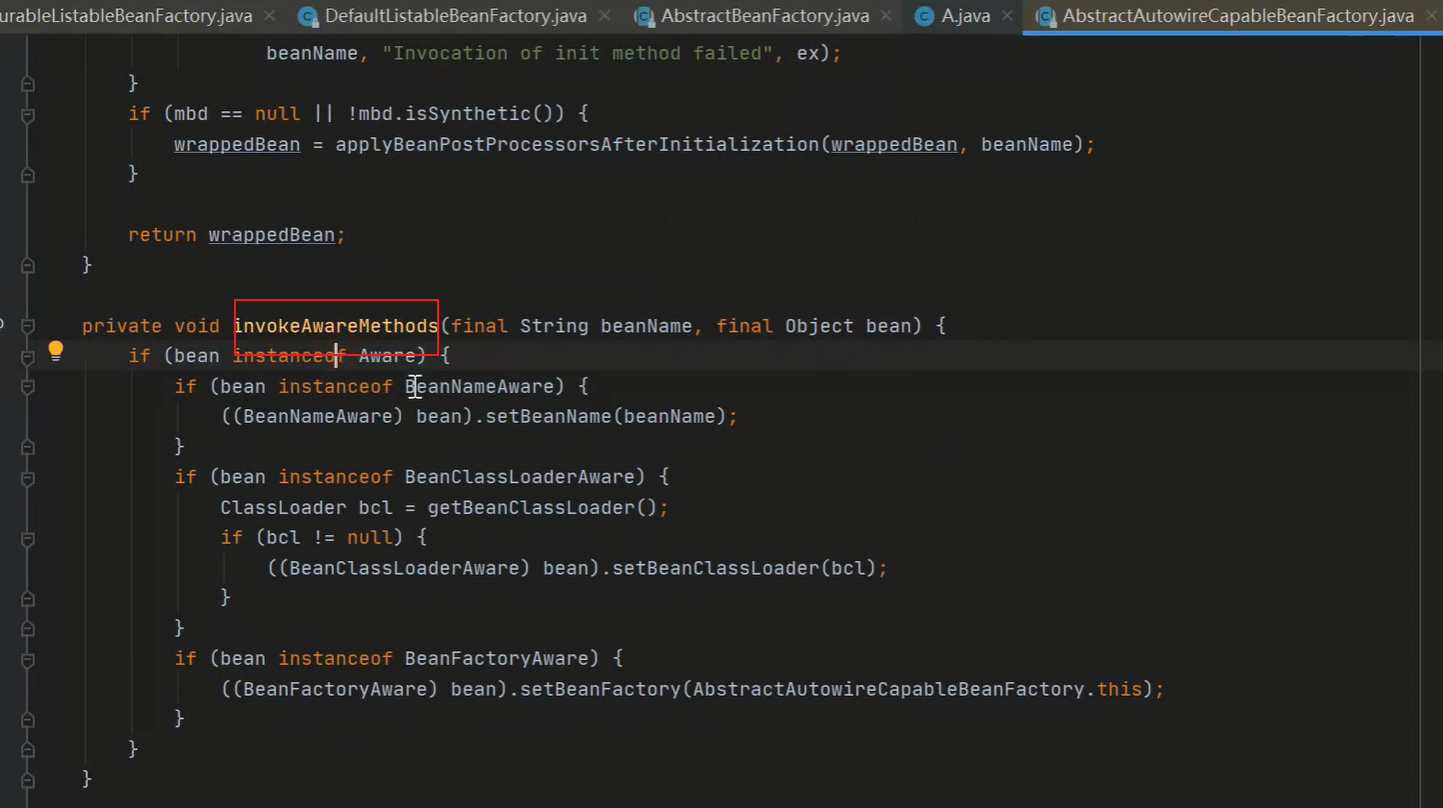 urableListableBeanFactory.java × DefaultListableBeanFactory.java × AbstractBeanFactory.java × A.java × AbstractAutowireCapableBeanFactory.java ×
beanName, "Invocation of init method failed", ex);
}
if (mbd == null || !mbd.isSynthetic()) {
wrappedBean = applyBeanPostProcessorsAfterInitialization(wrappedBean, beanName);
}
return wrappedBean;
}
private void invokeAwareMethods(final String beanName, final Object bean) {
if (bean instanceof Aware) {
if (bean instanceof BeanNameAware) {
((BeanNameAware) bean).setBeanName(beanName);
}
if (bean instanceof BeanClassLoaderAware) {
ClassLoader bcl = getBeanClassLoader();
if (bcl != null) {
((BeanClassLoaderAware) bean).setBeanClassLoader(bcl);
}
}
if (bean instanceof BeanFactoryAware) {
((BeanFactoryAware) bean).setBeanFactory(AbstractAutowireCapableBeanFactory.this);
}
}
}